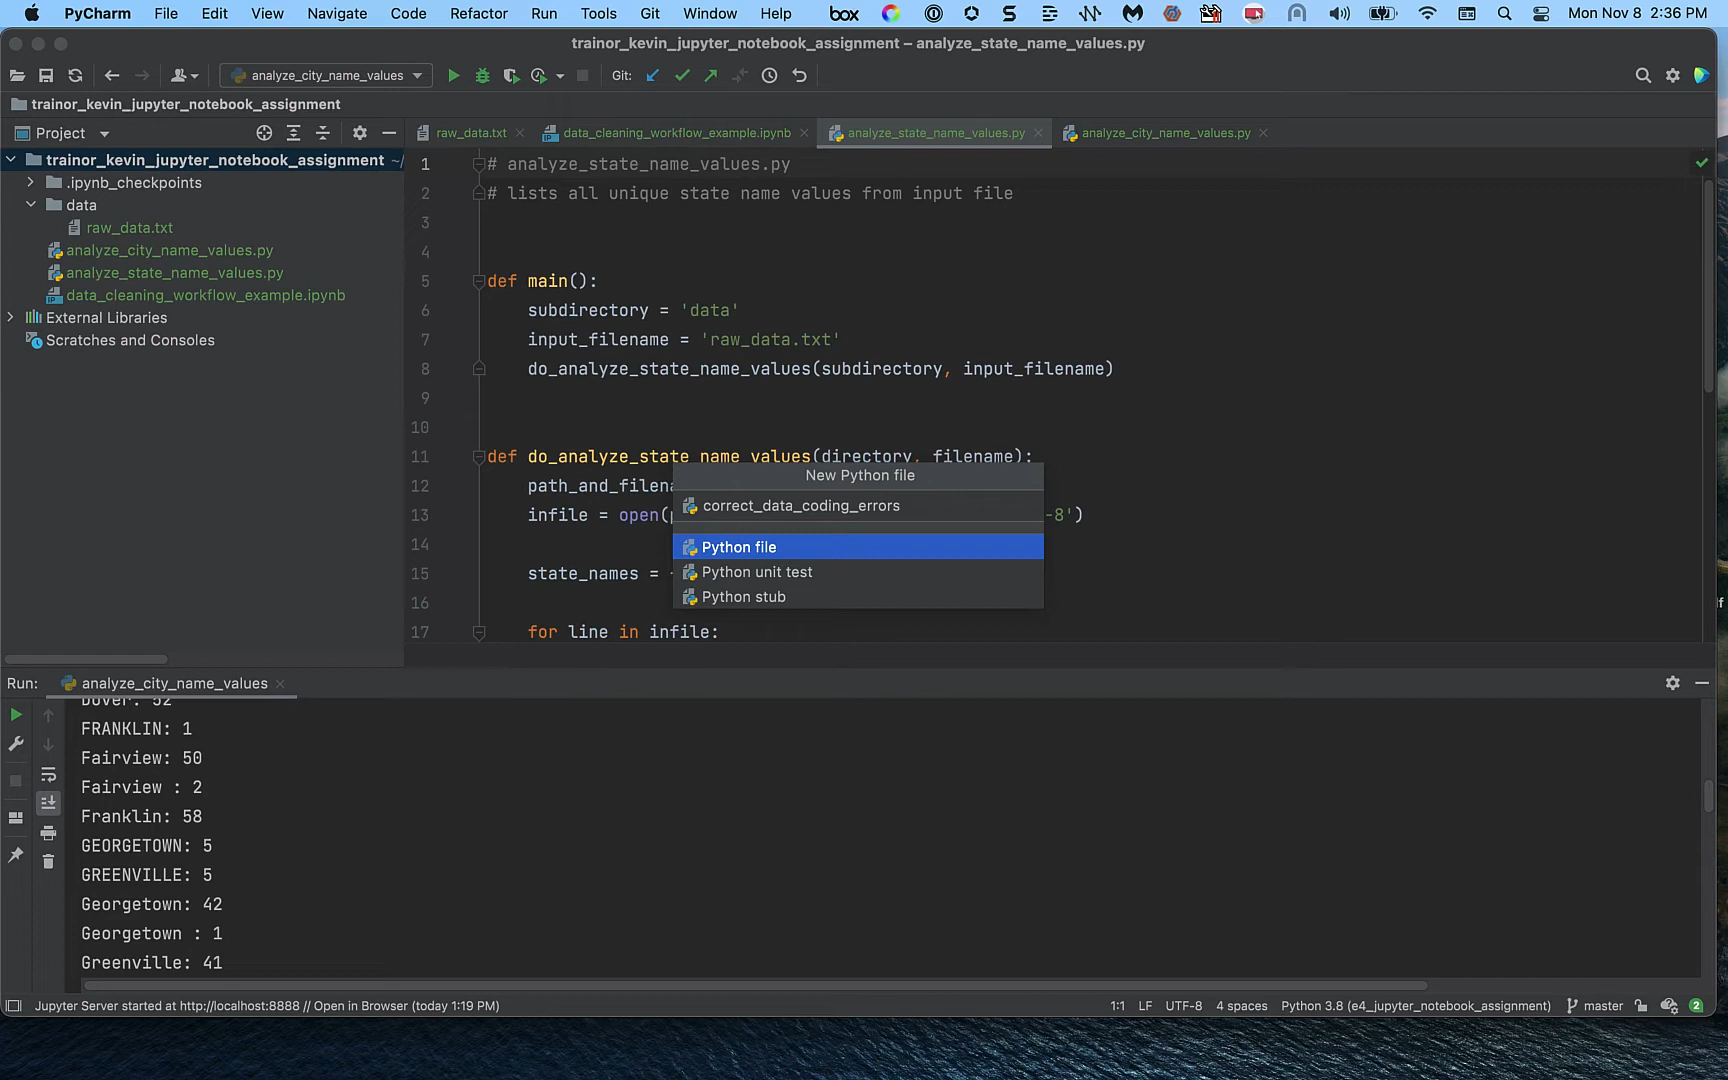 PyCharm File Edit View Navigate Code Refactor Run Tools Git Window Help box Mon Nov 8 2:36 PM
trainor_kevin_jupyter_notebook_assignment – analyze_state_name_values.py
analyze_city_name_values Git:
trainor_kevin_jupyter_notebook_assignment
Project raw_data.txt data_cleaning_workflow_example.ipynb analyze_state_name_values.py analyze_city_name_values.py
trainor_kevin_jupyter_notebook_assignment ~/
.ipynb_checkpoints
data
raw_data.txt
analyze_city_name_values.py
analyze_state_name_values.py
data_cleaning_workflow_example.ipynb
External Libraries
Scratches and Consoles
1 # analyze_state_name_values.py
2 # lists all unique state name values from input file
3
4
5 def main():
6 subdirectory = 'data'
7 input_filename = 'raw_data.txt'
8 do_analyze_state_name_values(subdirectory, input_filename)
9
10
11 def do_analyze_state_name_values(directory, filename):
12 path_and_filena
13 infile = open( -8')
14
15 state_names =
16
17 for line in infile:
New Python file
correct_data_coding_errors
Python file
Python unit test
Python stub
Run: analyze_city_name_values
Dover: 52
FRANKLIN: 1
Fairview: 50
Fairview : 2
Franklin: 58
GEORGETOWN: 5
GREENVILLE: 5
Georgetown: 42
Georgetown : 1
Greenville: 41
Jupyter Server started at http://localhost:8888 // Open in Browser (today 1:19 PM) 1:1 LF UTF-8 4 spaces Python 3.8 (e4_jupyter_notebook_assignment) master 2